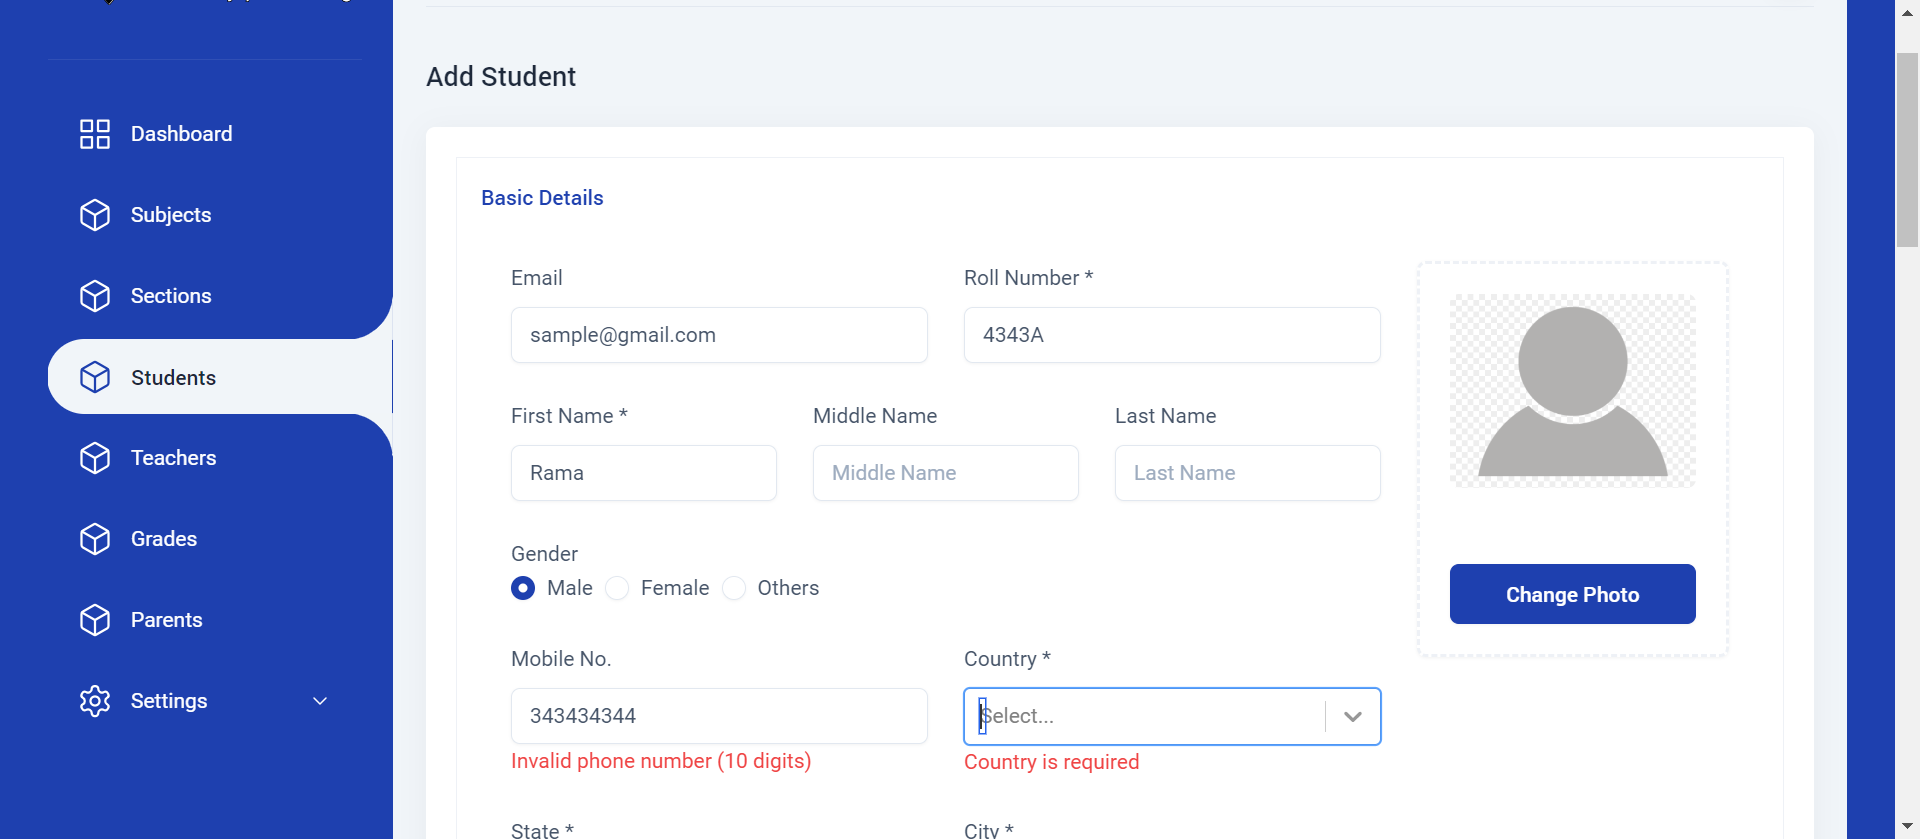 Add Student
Dashboard
Subjects
Sections
Students
Teachers
Grades
Parents
Settings
Basic Details
Email
Roll Number *
sample@gmail.com
4343A
First Name *
Middle Name
Last Name
Rama
Middle Name
Last Name
Gender
Male
Female
Others
Change Photo
Mobile No.
Country *
343434344
Select...
Invalid phone number (10 digits)
Country is required
State *
City *